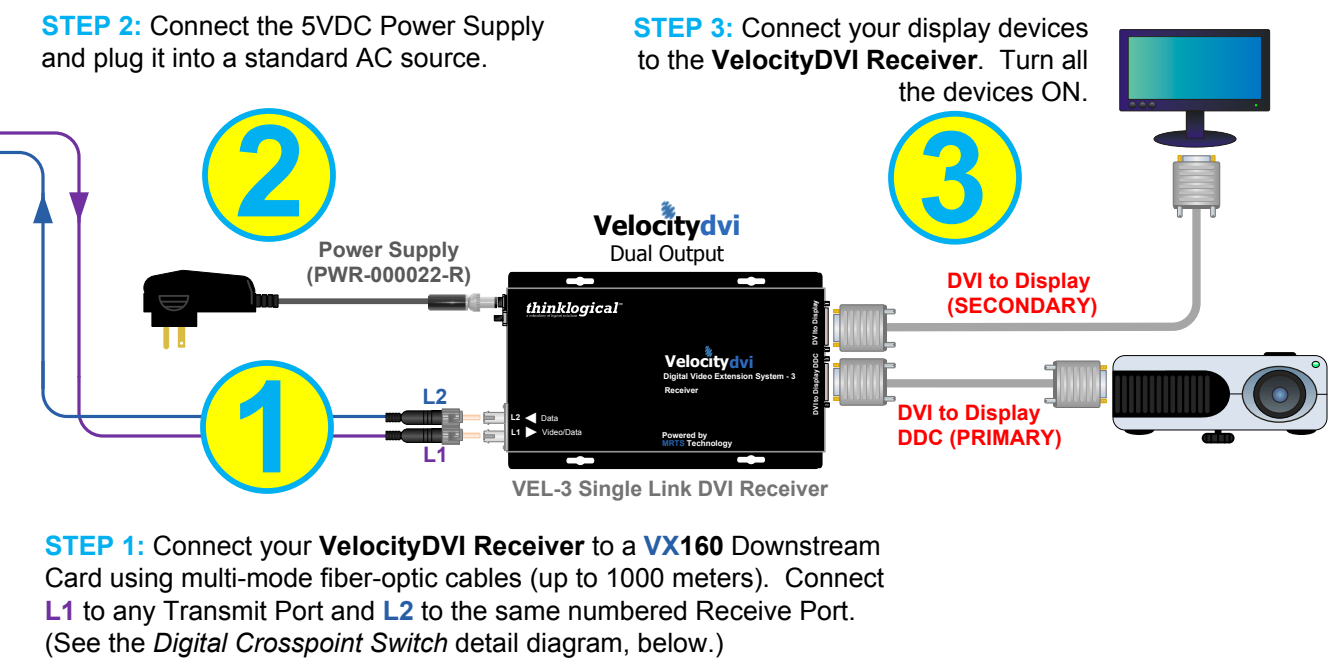 STEP 2: Connect the 5VDC Power Supply
and plug it into a standard AC source.
STEP 3: Connect your display devices
to the VelocityDVI Receiver. Turn all
the devices ON.
2
3
Velocitydvi
Dual Output
Power Supply
(PWR-000022-R)
DVI to Display
(SECONDARY)
thinklogical™
DVI to Display
Velocitydvi
Digital Video Extension System - 3
Receiver
DVI to Display DDC
1
L2
L2 Data
L1 Video/Data
L1
Powered by
MRTS Technology
DVI to Display
DDC (PRIMARY)
VEL-3 Single Link DVI Receiver
STEP 1: Connect your VelocityDVI Receiver to a VX160 Downstream
Card using multi-mode fiber-optic cables (up to 1000 meters). Connect
L1 to any Transmit Port and L2 to the same numbered Receive Port.
(See the Digital Crosspoint Switch detail diagram, below.)